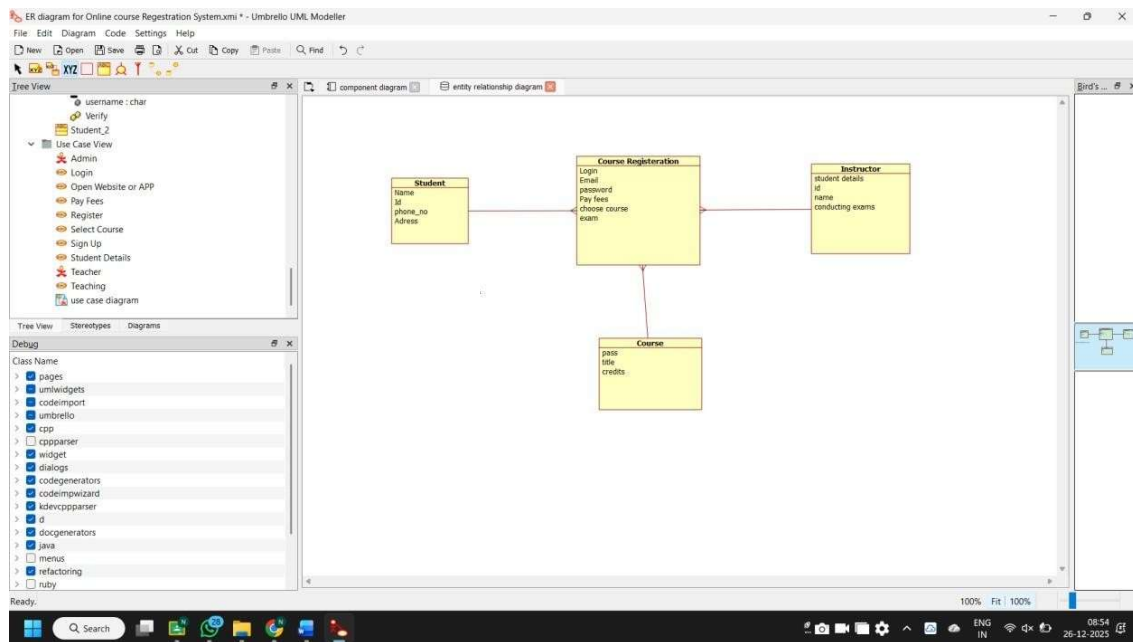 ER diagram for Online course Regestration System.xmi * - Umbrello UML Modeller
File Edit Diagram Code Settings Help
New Open Save Cut Copy Paste Find
XYZ
Tree View
username : char
Verify
Student_2
Use Case View
Admin
Login
Open Website or APP
Pay Fees
Register
Select Course
Sign Up
Student Details
Teacher
Teaching
use case diagram
Tree View Stereotypes Diagrams
Debug
Class Name
pages
umlwidgets
codeimport
umbrello
cpp
cppparser
widget
dialogs
codegenerators
codeimpwizard
kdevcppparser
d
docgenerators
java
menus
refactoring
ruby
component diagram entity relationship diagram
Student
Name
Id
phone_no
Adress
Course Registeration
Login
Email
password
Pay fees
choose course
exam
Instructor
student details
id
name
conducting exams
Course
pass
title
credits
Bird's ...
Ready.
100% Fit 100%
Search
28
ENG
IN
08:54
26-12-2025